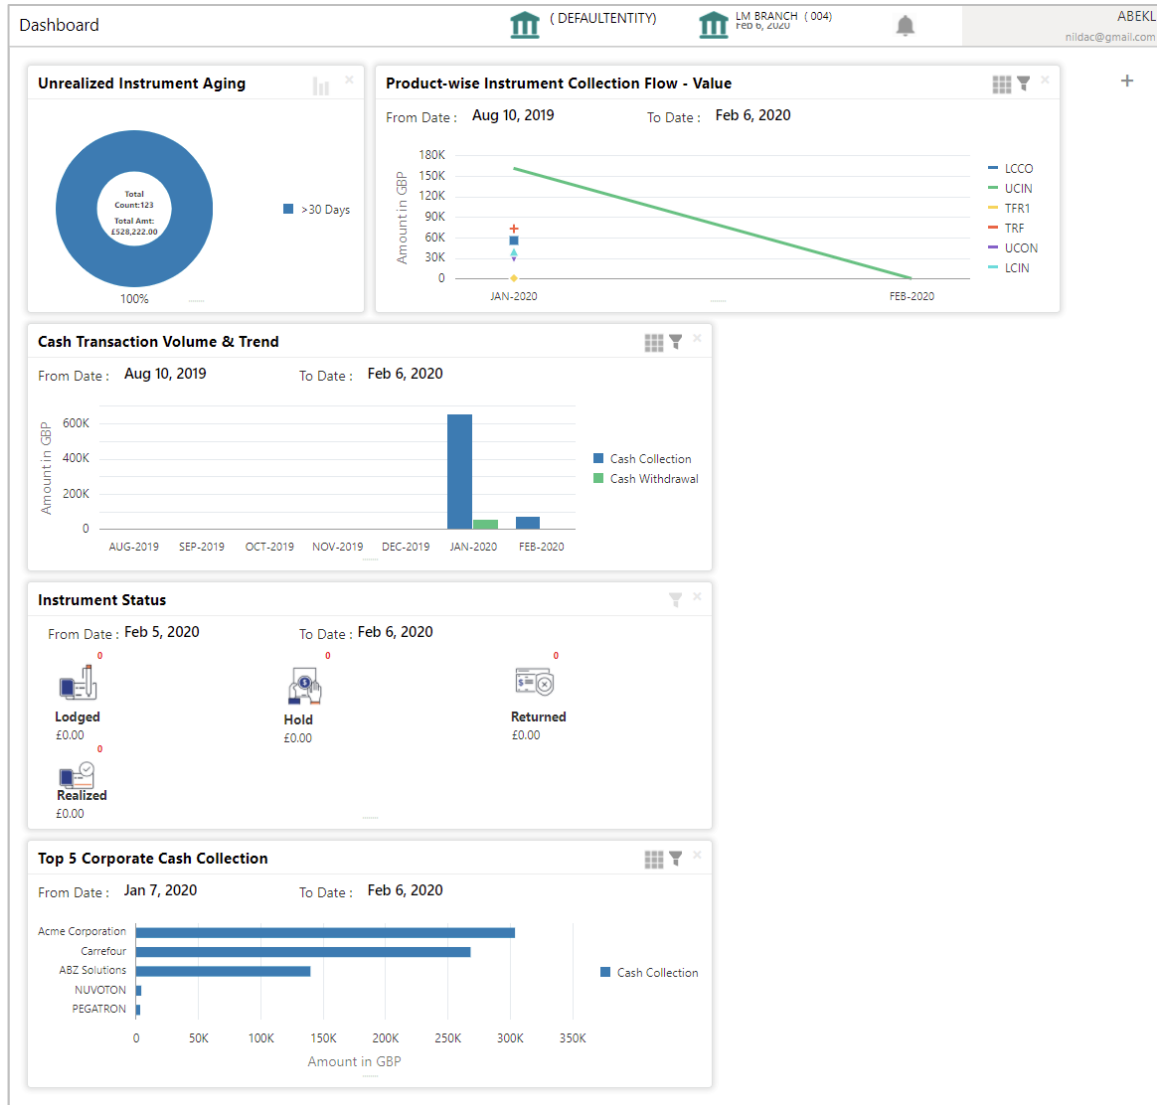 Dashboard
( DEFAULTENTITY)
LM BRANCH ( 004)
Feb 6, 2020
ABEKL
nildac@gmail.com
Unrealized Instrument Aging
Total
Count:123
Total Amt:
£528,222.00
>30 Days
100%
Product-wise Instrument Collection Flow - Value
From Date : Aug 10, 2019 To Date : Feb 6, 2020
Amount in GBP
180K
150K
120K
90K
60K
30K
0
JAN-2020 FEB-2020
LCCO
UCIN
TFR1
TRF
UCON
LCIN
Cash Transaction Volume & Trend
From Date : Aug 10, 2019 To Date : Feb 6, 2020
Amount in GBP
600K
400K
200K
0
AUG-2019 SEP-2019 OCT-2019 NOV-2019 DEC-2019 JAN-2020 FEB-2020
Cash Collection
Cash Withdrawal
Instrument Status
From Date : Feb 5, 2020 To Date : Feb 6, 2020
0 0 0
Lodged Hold Returned
£0.00 £0.00 £0.00
0
Realized
£0.00
Top 5 Corporate Cash Collection
From Date : Jan 7, 2020 To Date : Feb 6, 2020
Acme Corporation
Carrefour
ABZ Solutions
NUVOTON
PEGATRON
0 50K 100K 150K 200K 250K 300K 350K
Amount in GBP
Cash Collection